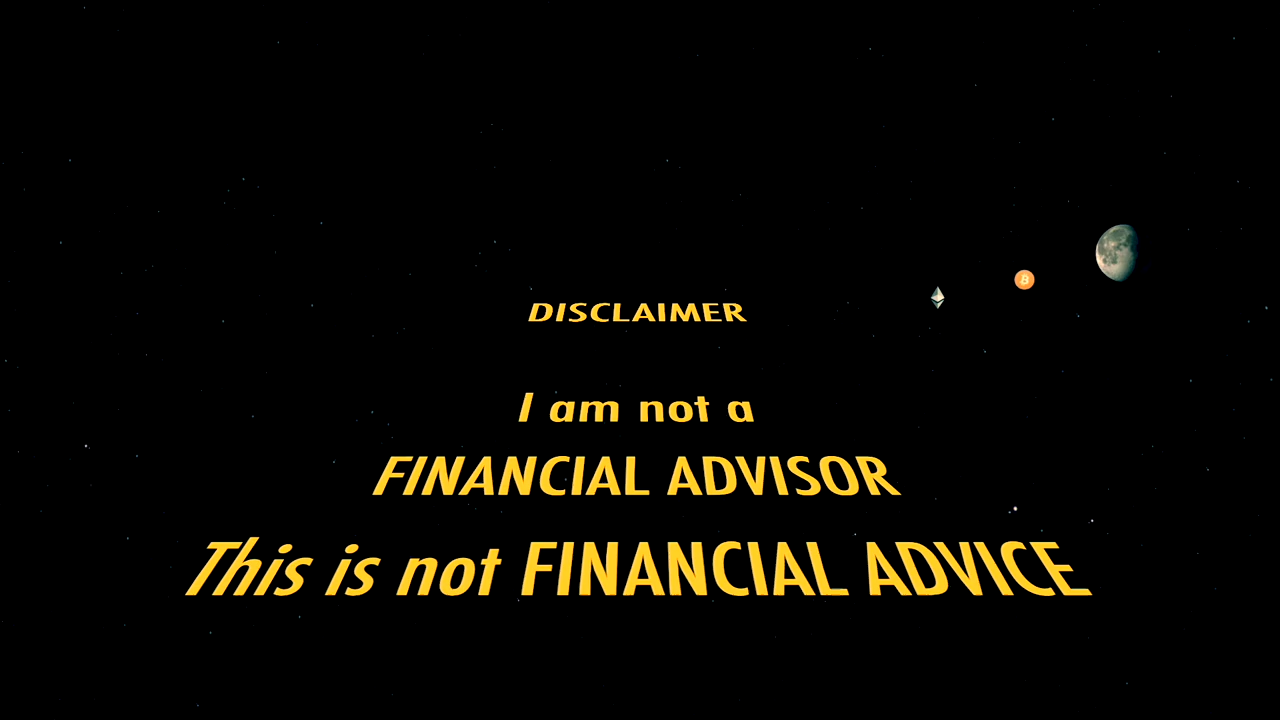 DISCLAIMER
I am not a
FINANCIAL ADVISOR
This is not FINANCIAL ADVICE